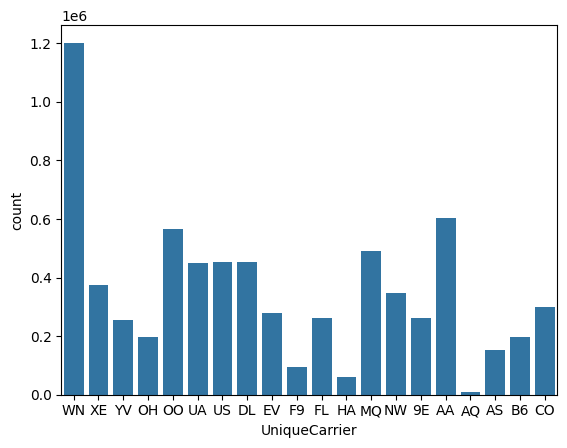 1e6
1.2
1.0
0.8
0.6
0.4
0.2
0.0
count
WN XE YV OH OO UA US DL EV F9 FL HA MQ NW 9E AA AQ AS B6 CO
UniqueCarrier